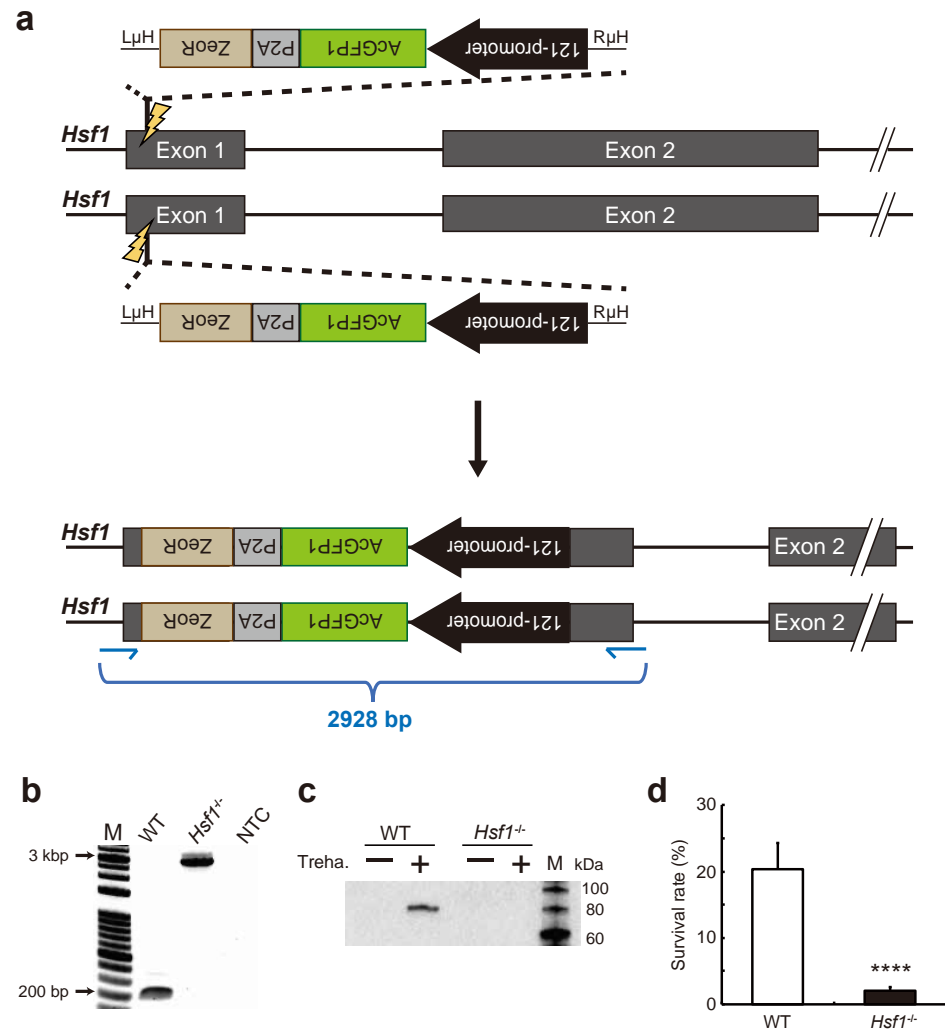 a
LμH ZeoR P2A AcGFP1 121-promoter RμH
Hsf1 Exon 1 Exon 2
Hsf1 Exon 1 Exon 2
LμH ZeoR P2A AcGFP1 121-promoter RμH
Hsf1 ZeoR P2A AcGFP1 121-promoter Exon 2
Hsf1 ZeoR P2A AcGFP1 121-promoter Exon 2
2928 bp
b
M WT Hsf1-/- NTC
3 kbp
200 bp
c
WT Hsf1-/-
Treha. — + — + M kDa
100
80
60
d
Survival rate (%)
30
20
10
0
****
WT Hsf1-/-